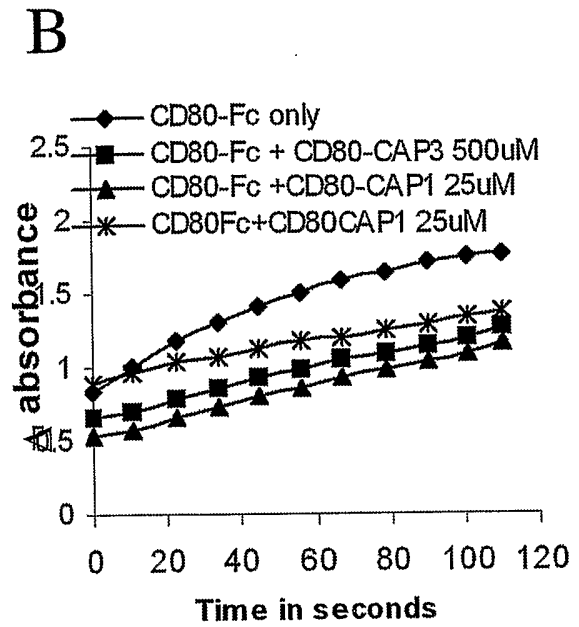 B
CD80-Fc only
CD80-Fc + CD80-CAP3 500uM
CD80-Fc +CD80-CAP1 25uM
CD80Fc+CD80CAP1 25uM
2.5
2
1.5
1
.5
0
absorbance
0 20 40 60 80 100 120
Time in seconds